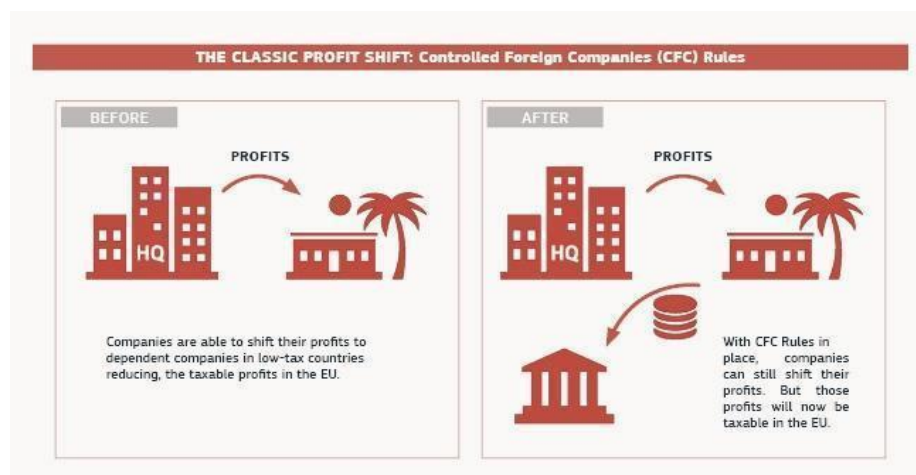 THE CLASSIC PROFIT SHIFT: Controlled Foreign Companies (CFC) Rules
BEFORE
PROFITS
HQ
Companies are able to shift their profits to
dependent companies in low-tax countries
reducing, the taxable profits in the EU.
AFTER
PROFITS
HQ
With CFC Rules in
place, companies
can still shift their
profits. But those
profits will now be
taxable in the EU.